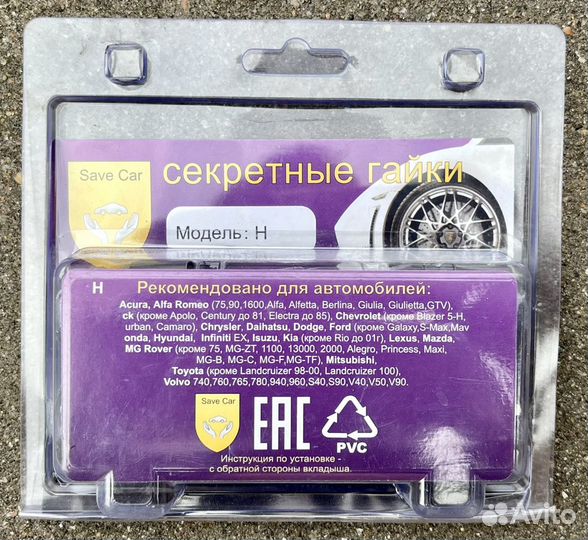 Save Car
секретные гайки
Модель: H
H Рекомендовано для автомобилей:
Acura, Alfa Romeo (75,90,1600,Alfa, Alfetta, Berlina, Giulia, Giulietta,GTV),
ck (кроме Apolo, Century до 81, Electra до 85), Chevrolet (кроме Blazer 5-H,
urban, Camaro), Chrysler, Daihatsu, Dodge, Ford (кроме Galaxy,S-Max,Mav
onda, Hyundai, Infiniti EX, Isuzu, Kia (кроме Rio до 01г), Lexus, Mazda,
MG Rover (кроме 75, MG-ZT, 1100, 13000, 2000, Alegro, Princess, Maxi,
MG-B, MG-C, MG-F,MG-TF), Mitsubishi,
Toyota (кроме Landcruizer 98-00, Landcruizer 100),
Volvo 740,760,765,780,940,960,S40,S90,V40,V50,V90.
Save Car
EAC
PVC
Инструкция по установке -
с обратной стороны вкладыша.
Avito